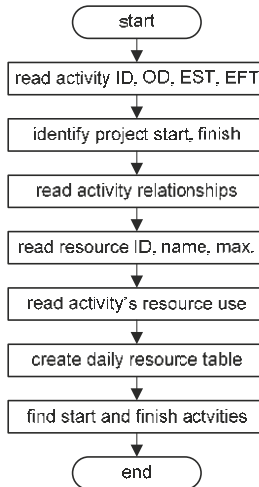 start
read activity ID, OD, EST, EFT
identify project start, finish
read activity relationships
read resource ID, name, max.
read activity's resource use
create daily resource table
find start and finish actvities
end